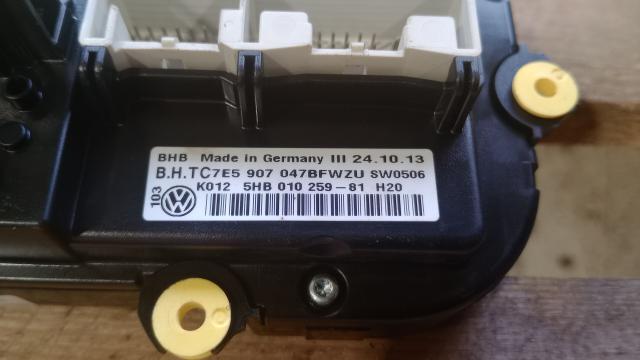 BHB Made in Germany III 24.10.13
B.H.TC7E5 907 047BFWZU SW0506
K012 5HB 010 259-81 H20
103